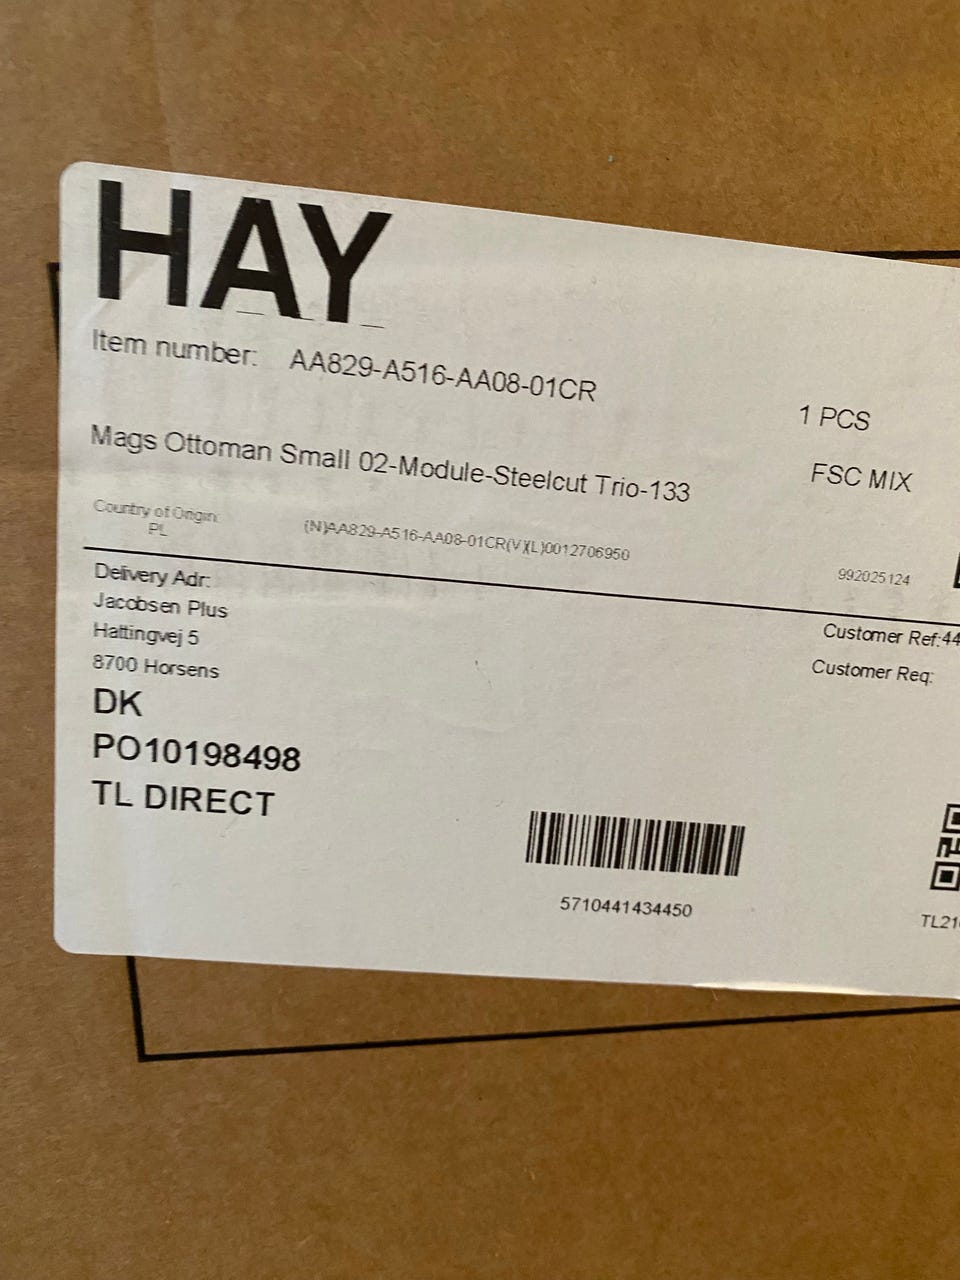 HAY
Item number: AA829-A516-AA08-01CR
1 PCS
Mags Ottoman Small 02-Module-Steelcut Trio-133
FSC MIX
Country of Origin:
PL
(N)AA829-A516-AA08-01CR(V)(L)0012706950
992025124
Delivery Adr:
Jacobsen Plus
Hattingvej 5
8700 Horsens
DK
PO10198498
TL DIRECT
Customer Ref:44
Customer Req:
5710441434450
TL21